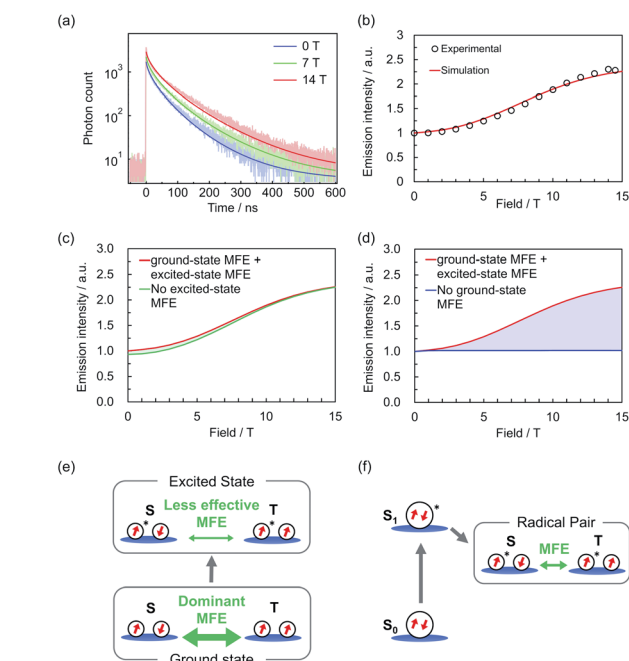 (a)
0 T
7 T
14 T
Photon count
10³
10²
10¹
0 100 200 300 400 500 600
Time / ns
(b)
Experimental
Simulation
Emission intensity / a.u.
3
2.5
2
1.5
1
0.5
0
0 5 10 15
Field / T
(c)
ground-state MFE +
excited-state MFE
No excited-state
MFE
Emission intensity / a.u.
3.0
2.5
2.0
1.5
1.0
0.5
0.0
0 5 10 15
Field / T
(d)
ground-state MFE +
excited-state MFE
No ground-state
MFE
Emission intensity / a.u.
3.0
2.5
2.0
1.5
1.0
0.5
0.0
0 5 10 15
Field / T
(e)
Excited State
S Less effective T
MFE
* *
Dominant
S MFE T
Ground state
(f)
S₁ *
Radical Pair
S MFE T
* *
S₀